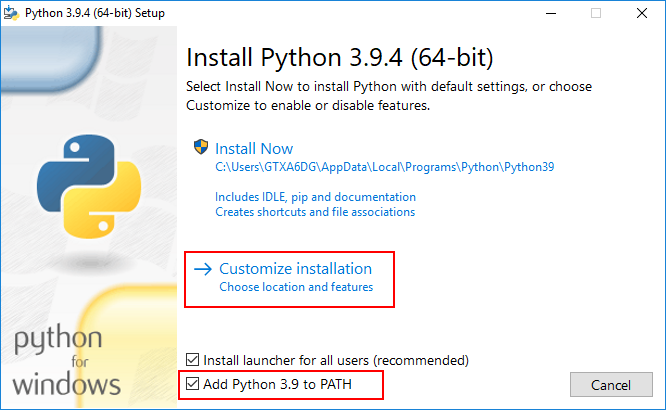 Python 3.9.4 (64-bit) Setup
Install Python 3.9.4 (64-bit)
Select Install Now to install Python with default settings, or choose
Customize to enable or disable features.
Install Now
C:\Users\GTXA6DG\AppData\Local\Programs\Python\Python39
Includes IDLE, pip and documentation
Creates shortcuts and file associations
Customize installation
Choose location and features
python
for
windows
Install launcher for all users (recommended)
Add Python 3.9 to PATH
Cancel